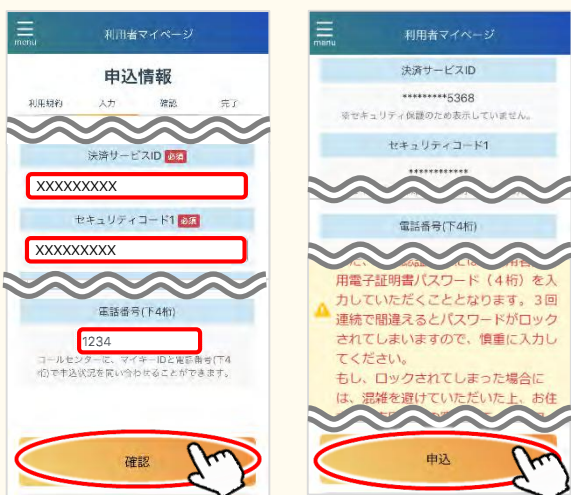 menu
利用者マイページ
申込情報
利用規約 入力 確認 完了
決済サービスID 必須
XXXXXXXXX
セキュリティコード1 必須
XXXXXXXXX
電話番号(下4桁)
1234
コールセンターに、マイキーIDと電話番号(下4
桁)で申込状況を問い合わせることができます。
確認
menu
利用者マイページ
決済サービスID
*********5368
※セキュリティ保護のため表示していません。
セキュリティコード1
************
電話番号(下4桁)
用電子証明書パスワード（4桁）を入
力していただくこととなります。３回
連続で間違えるとパスワードがロック
されてしまいますので、慎重に入力し
てください。
もし、ロックされてしまった場合に
は、混雑を避けていただいた上、お住
申込